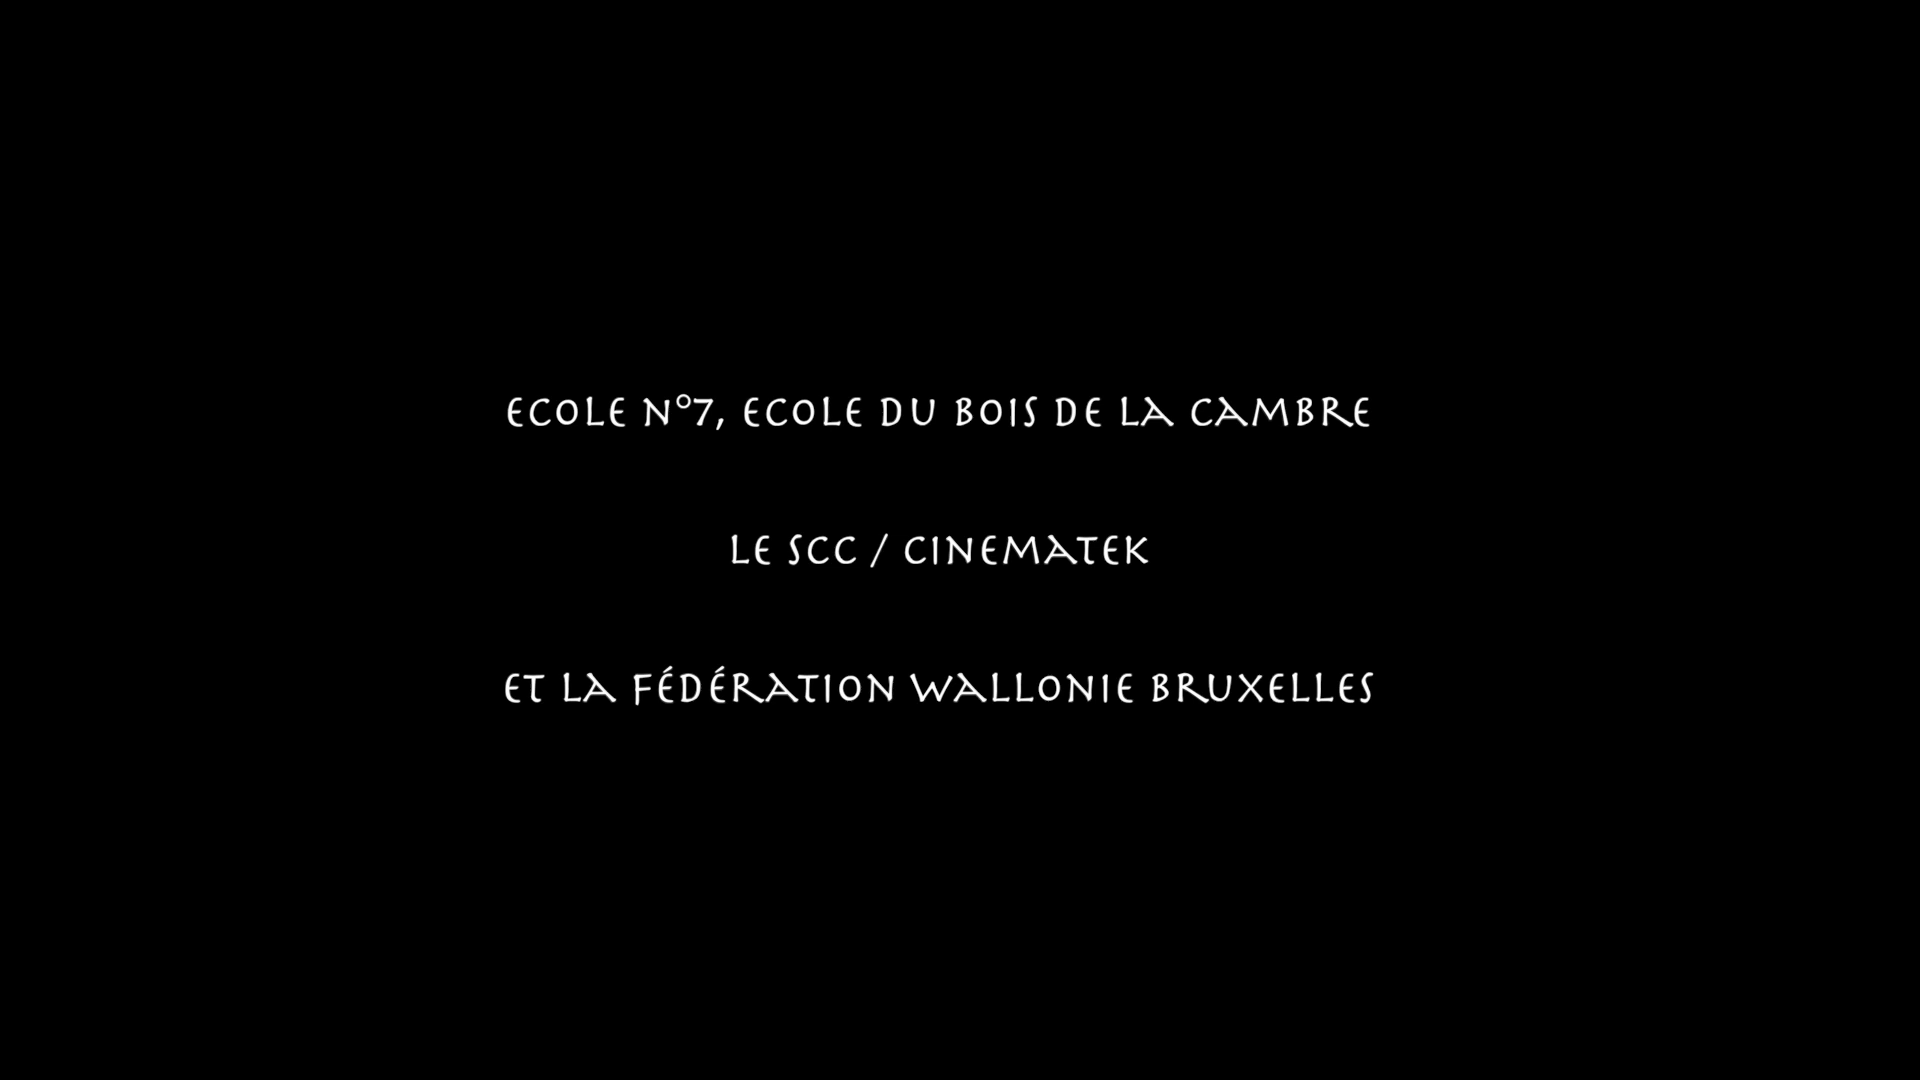 ECOLE N°7, ECOLE DU BOIS DE LA CAMBRE
LE SCC / CINEMATEK
ET LA FÉDÉRATION WALLONIE BRUXELLES